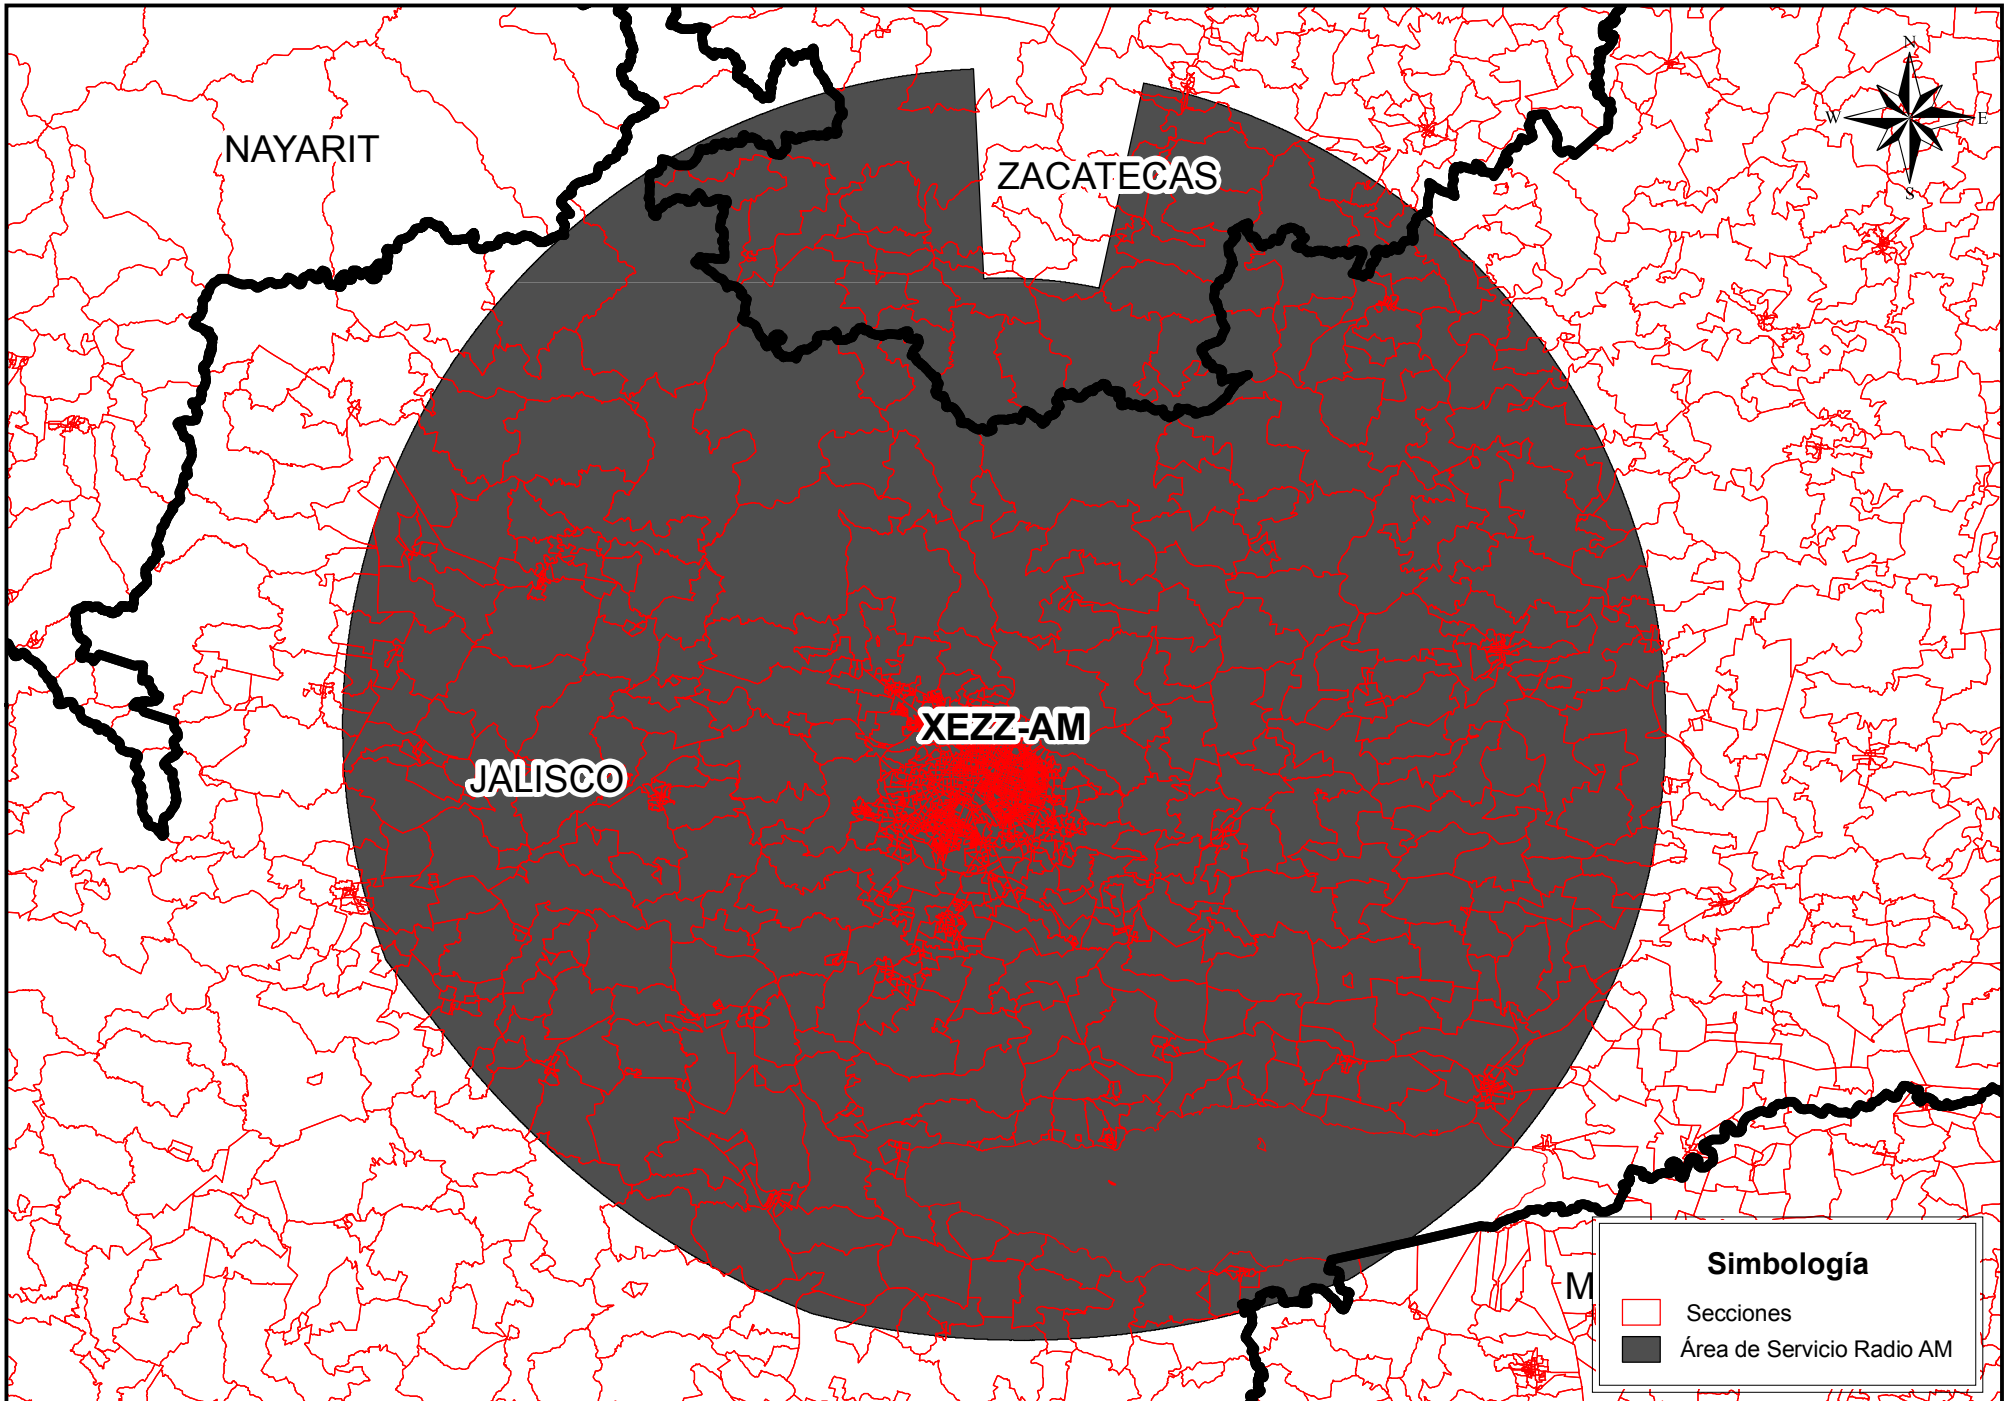 N
W
E
S
NAYARIT
ZACATECAS
XEZZ-AM
JALISCO
M
Simbología
Secciones
Área de Servicio Radio AM